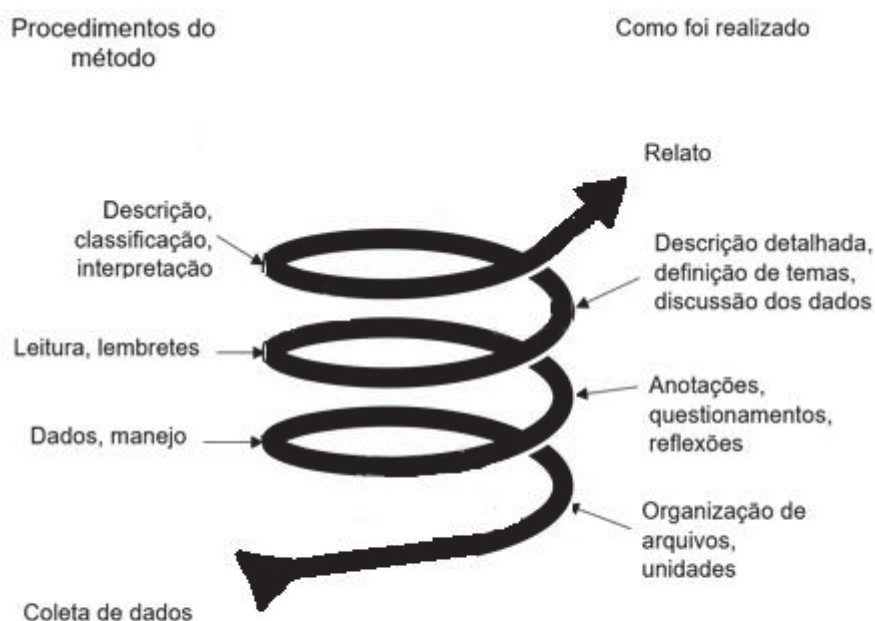 Procedimentos do
método
Como foi realizado
Relato
Descrição,
classificação,
interpretação
Descrição detalhada,
definição de temas,
discussão dos dados
Leitura, lembretes
Anotações,
questionamentos,
reflexões
Dados, manejo
Organização de
arquivos,
unidades
Coleta de dados